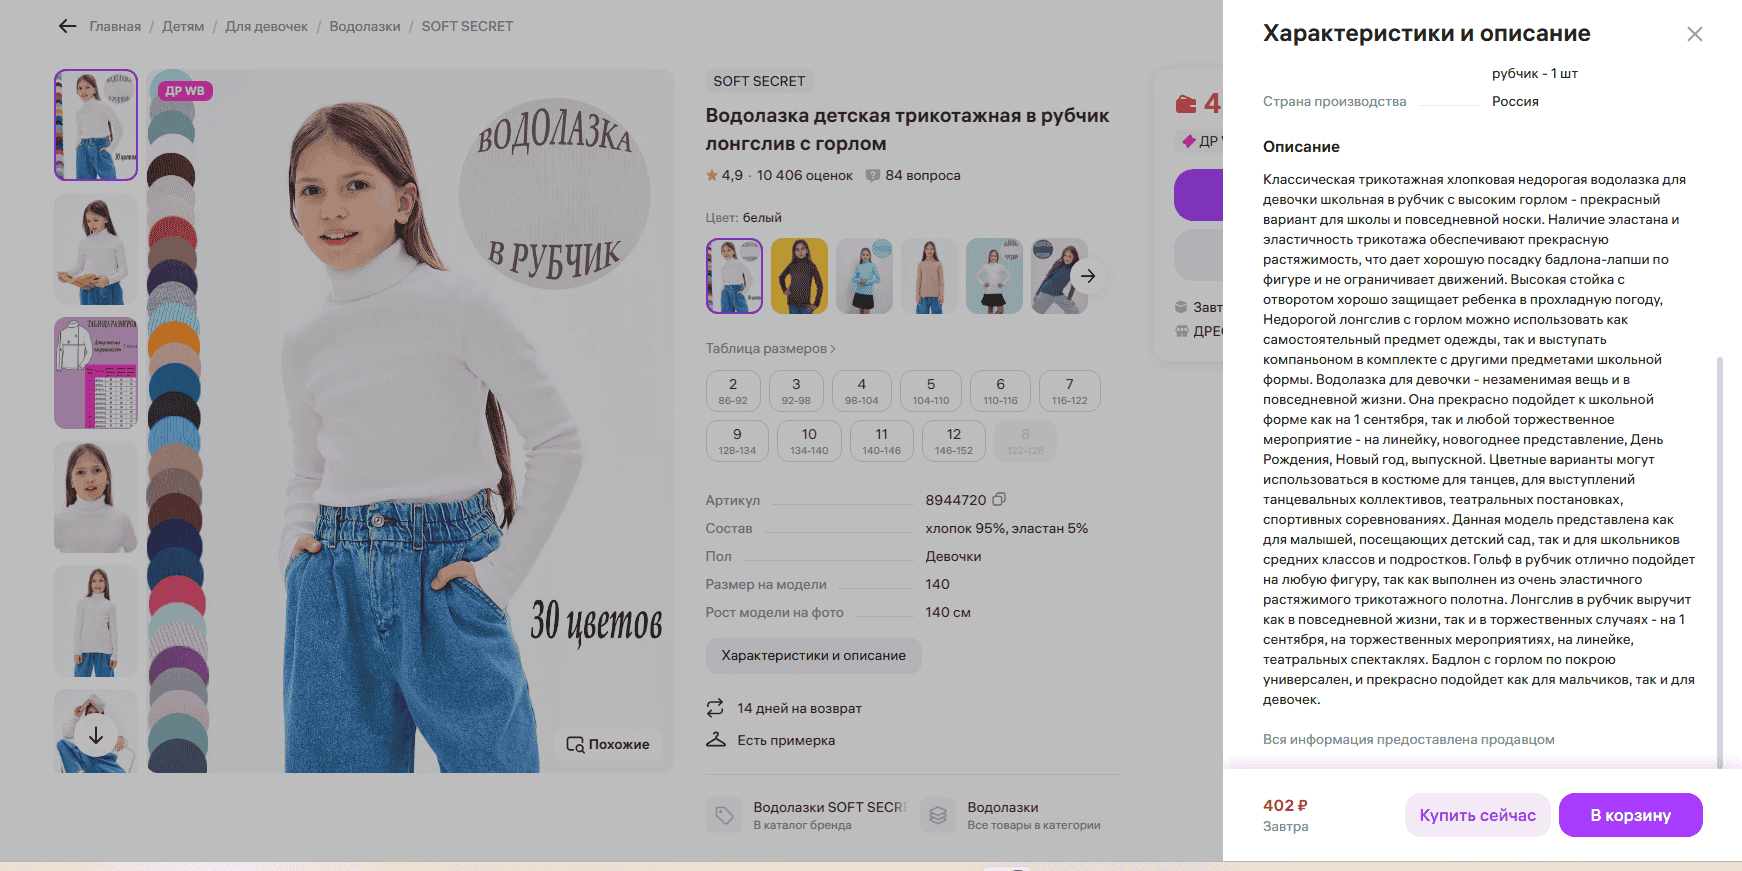 Главная / Детям / Для девочек / Водолазки / SOFT SECRET
ДР WB
ВОДОЛАЗКА
В РУБЧИК
30 цветов
Похожие
ТАБЛИЦА РАЗМЕРОВ
SOFT SECRET
Водолазка детская трикотажная в рубчик
лонгслив с горлом
4,9 · 10 406 оценок
84 вопроса
Цвет: белый
Таблица размеров
2
86-92
3
92-98
4
98-104
5
104-110
6
110-116
7
116-122
9
128-134
10
134-140
11
140-146
12
146-152
8
122-128
Артикул 8944720
Состав хлопок 95%, эластан 5%
Пол Девочки
Размер на модели 140
Рост модели на фото 140 см
Характеристики и описание
14 дней на возврат
Есть примерка
Водолазки SOFT SECRE
В каталог бренда
Водолазки
Все товары в категории
4
ДР
Завт
ДРЕС
Характеристики и описание
рубчик - 1 шт
Страна производства Россия
Описание
Классическая трикотажная хлопковая недорогая водолазка для
девочки школьная в рубчик с высоким горлом - прекрасный
вариант для школы и повседневной носки. Наличие эластана и
эластичность трикотажа обеспечивают прекрасную
растяжимость, что дает хорошую посадку бадлона-лапши по
фигуре и не ограничивает движений. Высокая стойка с
отворотом хорошо защищает ребенка в прохладную погоду,
Недорогой лонгслив с горлом можно использовать как
самостоятельный предмет одежды, так и выступать
компаньоном в комплекте с другими предметами школьной
формы. Водолазка для девочки - незаменимая вещь и в
повседневной жизни. Она прекрасно подойдет к школьной
форме как на 1 сентября, так и любой торжественное
мероприятие - на линейку, новогоднее представление, День
Рождения, Новый год, выпускной. Цветные варианты могут
использоваться в костюме для танцев, для выступлений
танцевальных коллективов, театральных постановках,
спортивных соревнованиях. Данная модель представлена как
для малышей, посещающих детский сад, так и для школьников
средних классов и подростков. Гольф в рубчик отлично подойдет
на любую фигуру, так как выполнен из очень эластичного
растяжимого трикотажного полотна. Лонгслив в рубчик выручит
как в повседневной жизни, так и в торжественных случаях - на 1
сентября, на торжественных мероприятиях, на линейке,
театральных спектаклях. Бадлон с горлом по покрою
универсален, и прекрасно подойдет как для мальчиков, так и для
девочек.
Вся информация предоставлена продавцом
402 ₽
Завтра
Купить сейчас
В корзину